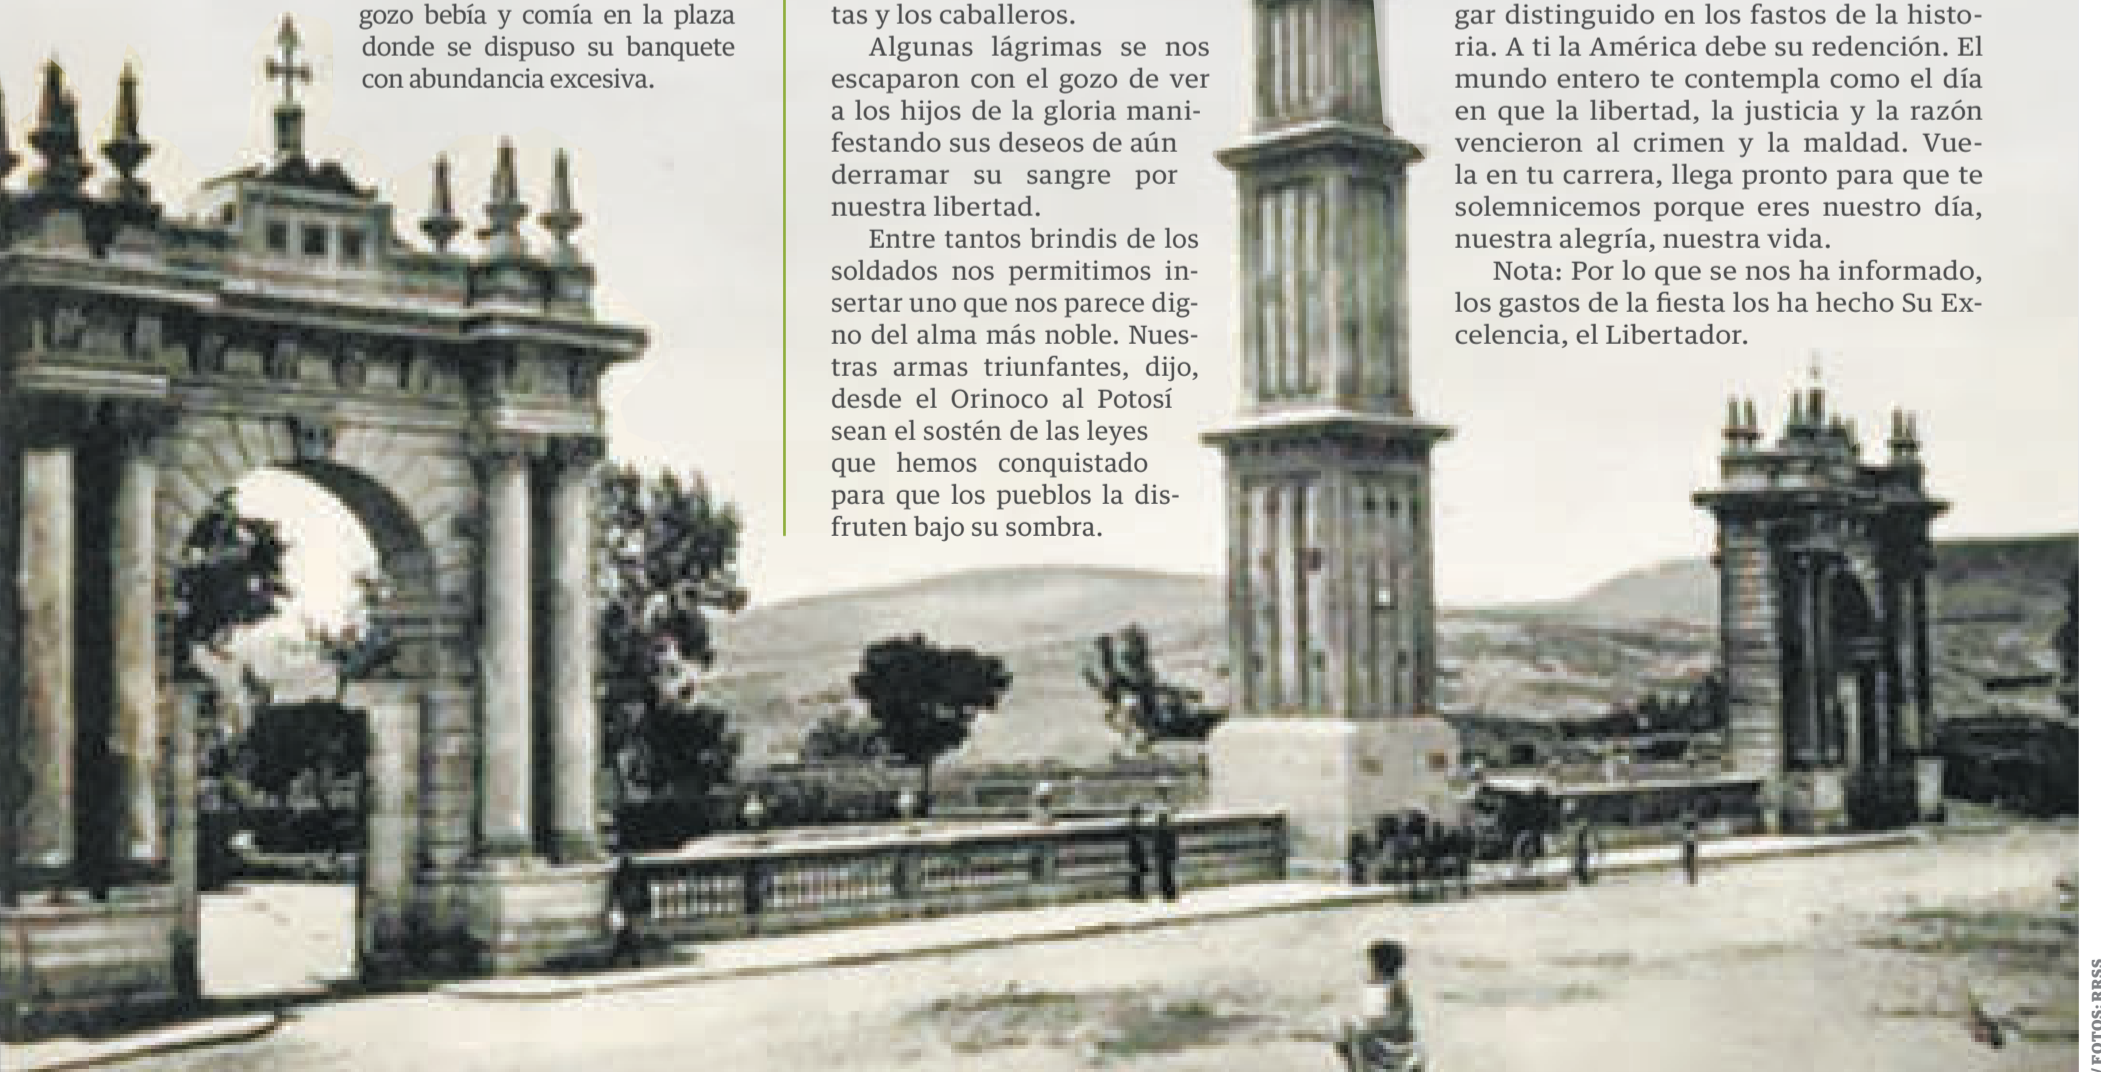 gozo bebía y comía en la plaza
donde se dispuso su banquete
con abundancia excesiva.
tas y los caballeros.
Algunas lágrimas se nos
escaparon con el gozo de ver
a los hijos de la gloria mani-
festando sus deseos de aún
derramar su sangre por
nuestra libertad.
Entre tantos brindis de los
soldados nos permitimos in-
sertar uno que nos parece dig-
no del alma más noble. Nues-
tras armas triunfantes, dijo,
desde el Orinoco al Potosí
sean el sostén de las leyes
que hemos conquistado
para que los pueblos la dis-
fruten bajo su sombra.
gar distinguido en los fastos de la histo-
ria. A ti la América debe su redención. El
mundo entero te contempla como el día
en que la libertad, la justicia y la razón
vencieron al crimen y la maldad. Vue-
la en tu carrera, llega pronto para que te
solemnicemos porque eres nuestro día,
nuestra alegría, nuestra vida.
Nota: Por lo que se nos ha informado,
los gastos de la fiesta los ha hecho Su Ex-
celencia, el Libertador.
/ FOTOS: RRSS